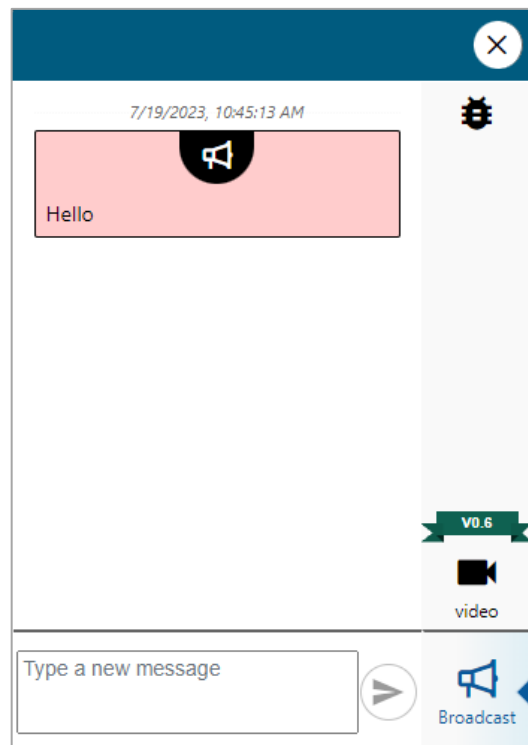 7/19/2023, 10:45:13 AM
Hello
V0.6
video
Type a new message
Broadcast